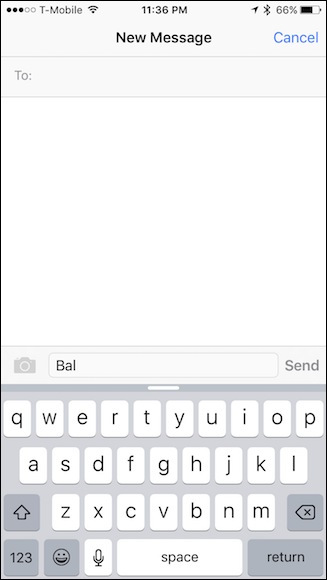 T-Mobile 11:36 PM 66%
New Message Cancel
To:
Bal Send
q w e r t y u i o p
a s d f g h j k l
z x c v b n m
123 space return